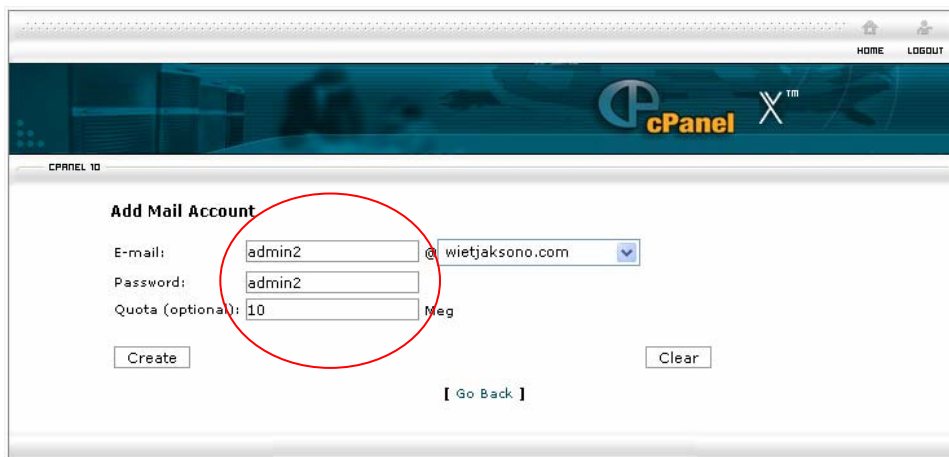 HOME LOGOUT
cPanel X™
CPANEL 10
Add Mail Account
E-mail: admin2 @ wietjaksono.com
Password: admin2
Quota (optional): 10 Meg
Create Clear
[ Go Back ]